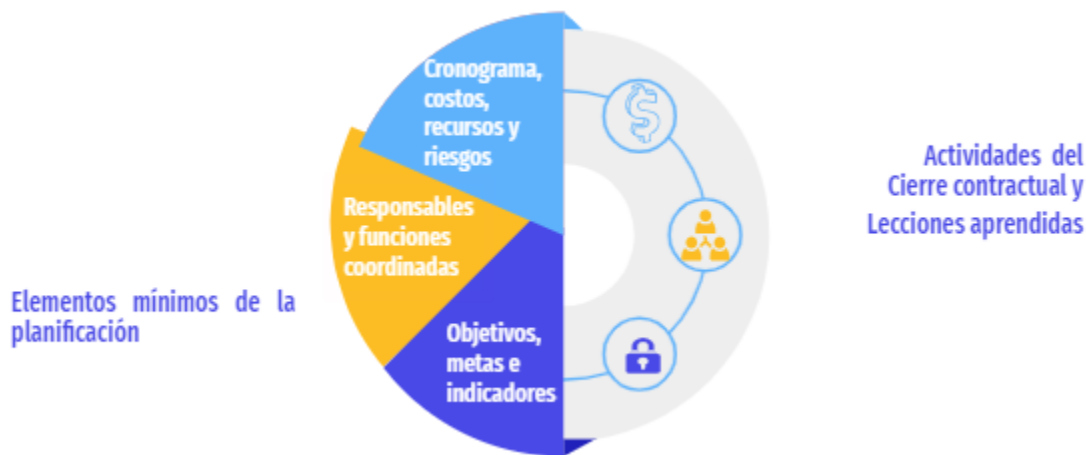 Cronograma,
costos,
recursos y
riesgos
Responsables
y funciones
coordinadas
Objetivos,
metas e
indicadores
Elementos mínimos de la
planificación
Actividades del
Cierre contractual y
Lecciones aprendidas
$